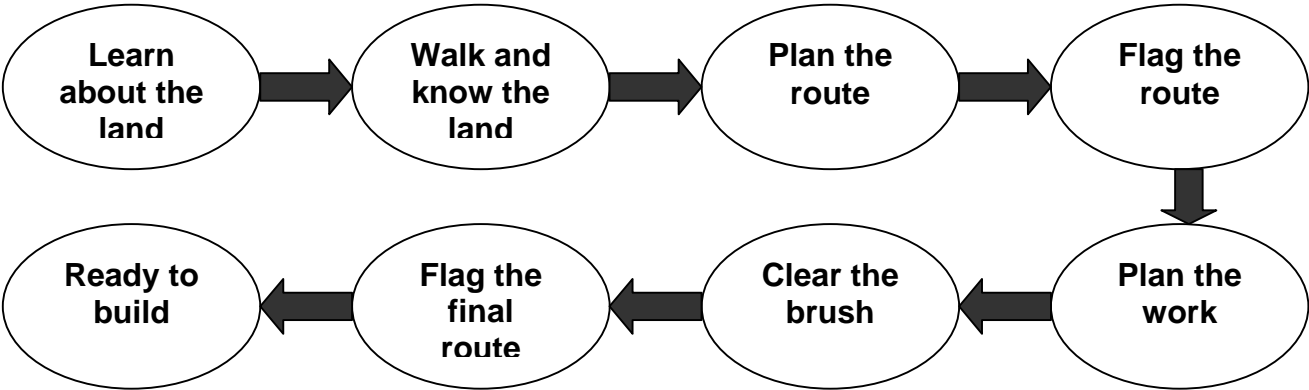 Learn
about the
land
Walk and
know the
land
Plan the
route
Flag the
route
Plan the
work
Clear the
brush
Flag the
final
route
Ready to
build